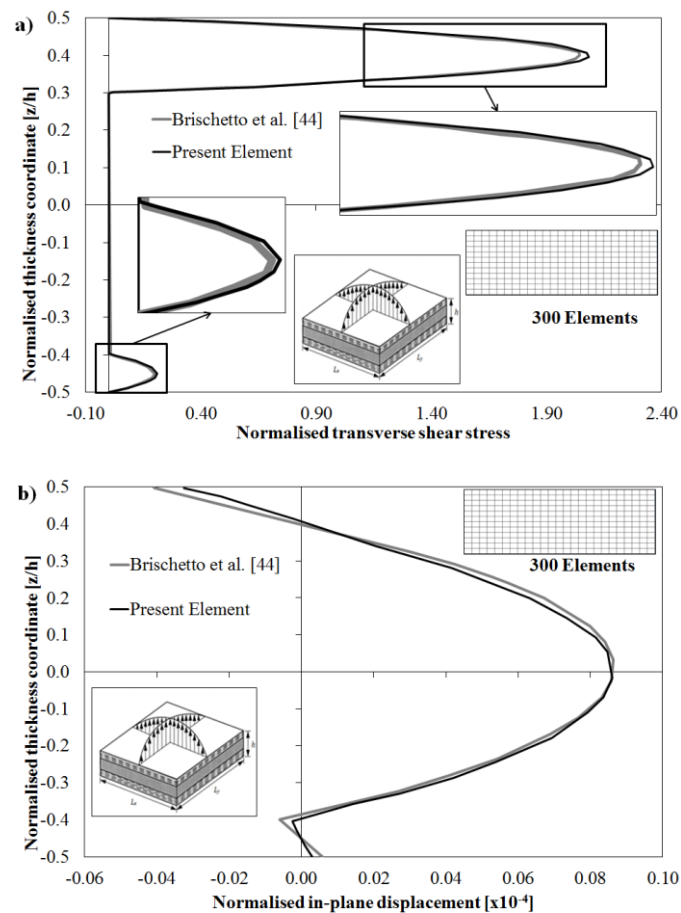 a)
Normalised thickness coordinate [z/h]
0.5
0.4
0.3
0.2
0.1
0.0
-0.1
-0.2
-0.3
-0.4
-0.5
Brischetto et al. [44]
Present Element
300 Elements
h
-0.10
0.40
0.90
1.40
1.90
2.40
Normalised transverse shear stress
b)
Normalised thickness coordinate [z/h]
0.5
0.4
0.3
0.2
0.1
0.0
-0.1
-0.2
-0.3
-0.4
-0.5
300 Elements
Brischetto et al. [44]
Present Element
h
-0.06
-0.04
-0.02
0.00
0.02
0.04
0.06
0.08
0.10
Normalised in-plane displacement [x10⁻⁴]